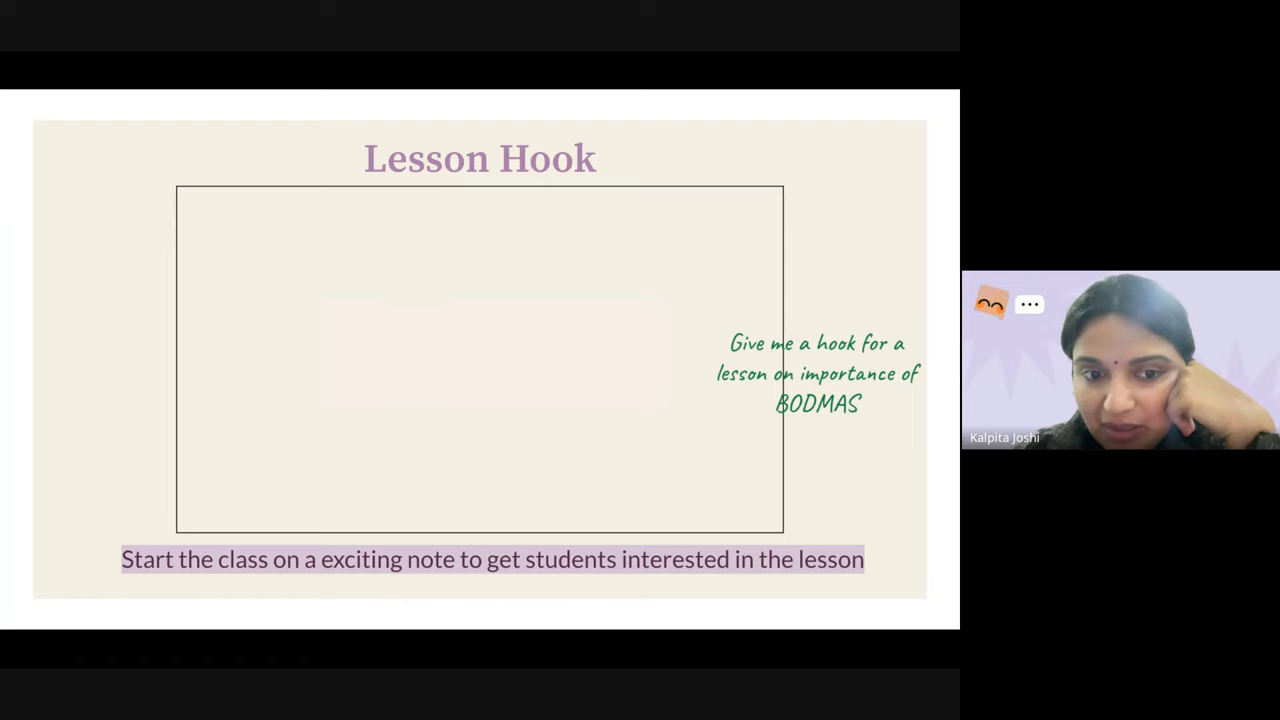 Lesson Hook
Give me a hook for a
lesson on importance of
BODMAS
Start the class on a exciting note to get students interested in the lesson
Kalpita Joshi